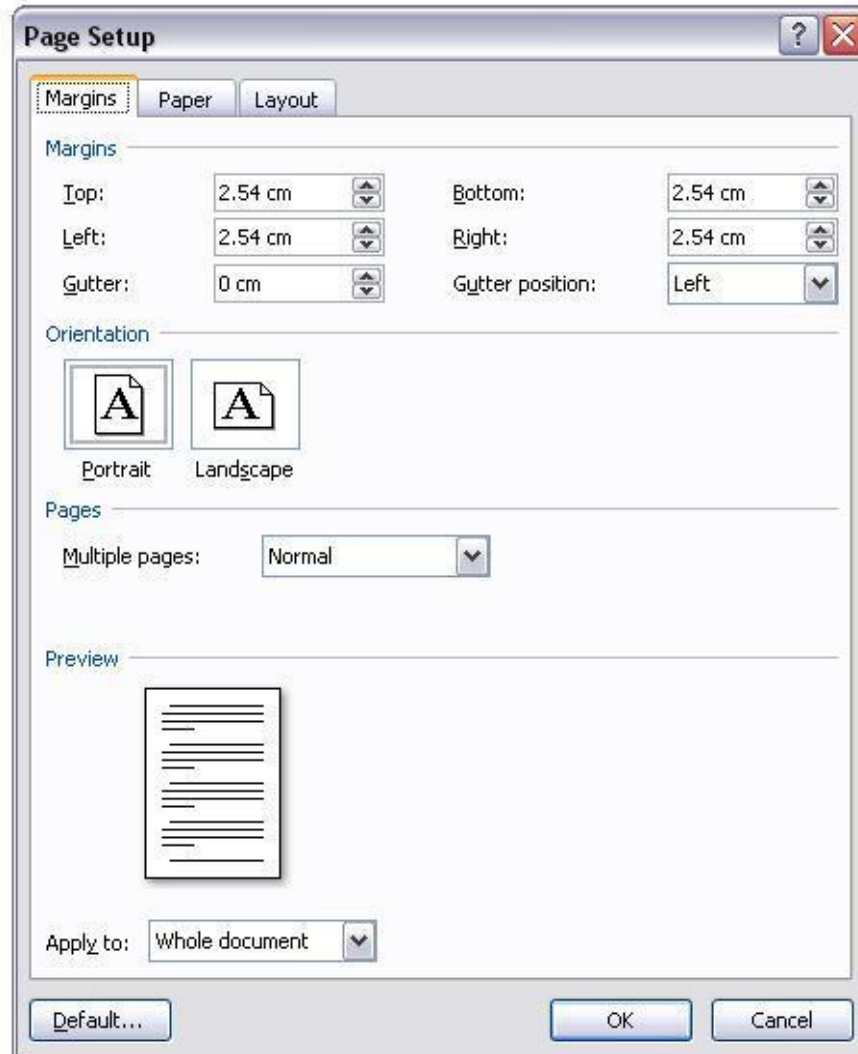 Page Setup ?
Margins Paper Layout
Margins
Top: 2.54 cm Bottom: 2.54 cm
Left: 2.54 cm Right: 2.54 cm
Gutter: 0 cm Gutter position: Left
Orientation
A A
Portrait Landscape
Pages
Multiple pages: Normal
Preview
Apply to: Whole document
Default... OK Cancel